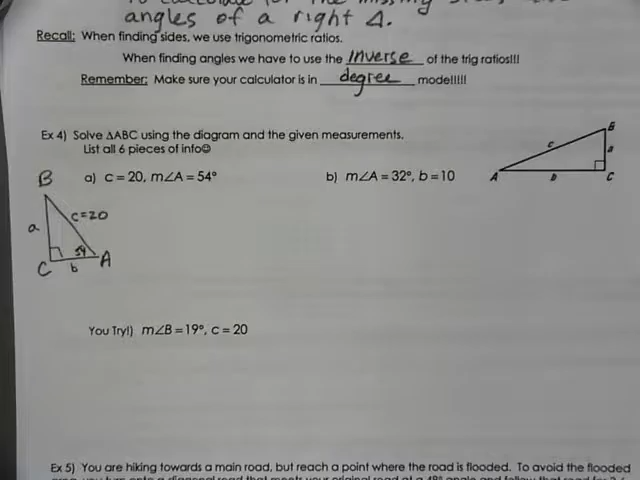 angles of a right △.
Recall: When finding sides, we use trigonometric ratios.
When finding angles we have to use the inverse of the trig ratios!!!
Remember: Make sure your calculator is in degree mode!!!!!
Ex 4) Solve ΔABC using the diagram and the given measurements.
List all 6 pieces of info☺
a) c = 20, m∠A = 54°
b) m∠A = 32°, b = 10
B
a
c=20
54
C
b
A
B
c
a
A
b
C
You Try!) m∠B = 19°, c = 20
Ex 5) You are hiking towards a main road, but reach a point where the road is flooded. To avoid the flooded